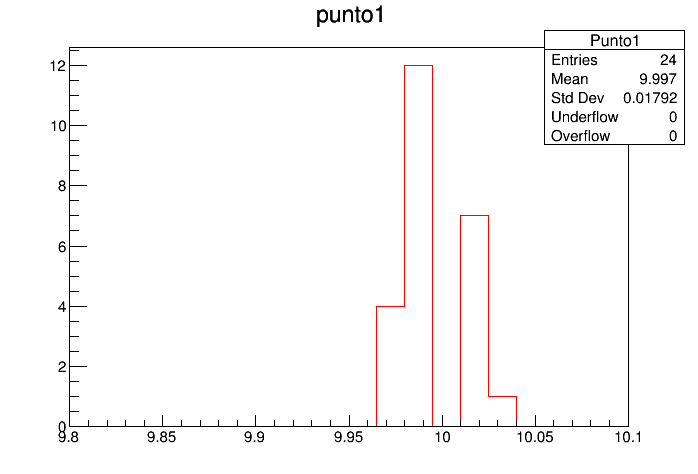 punto1
Punto1
Entries 24
Mean 9.997
Std Dev 0.01792
Underflow 0
Overflow 0
12
10
8
6
4
2
0
9.8 9.85 9.9 9.95 10 10.05 10.1